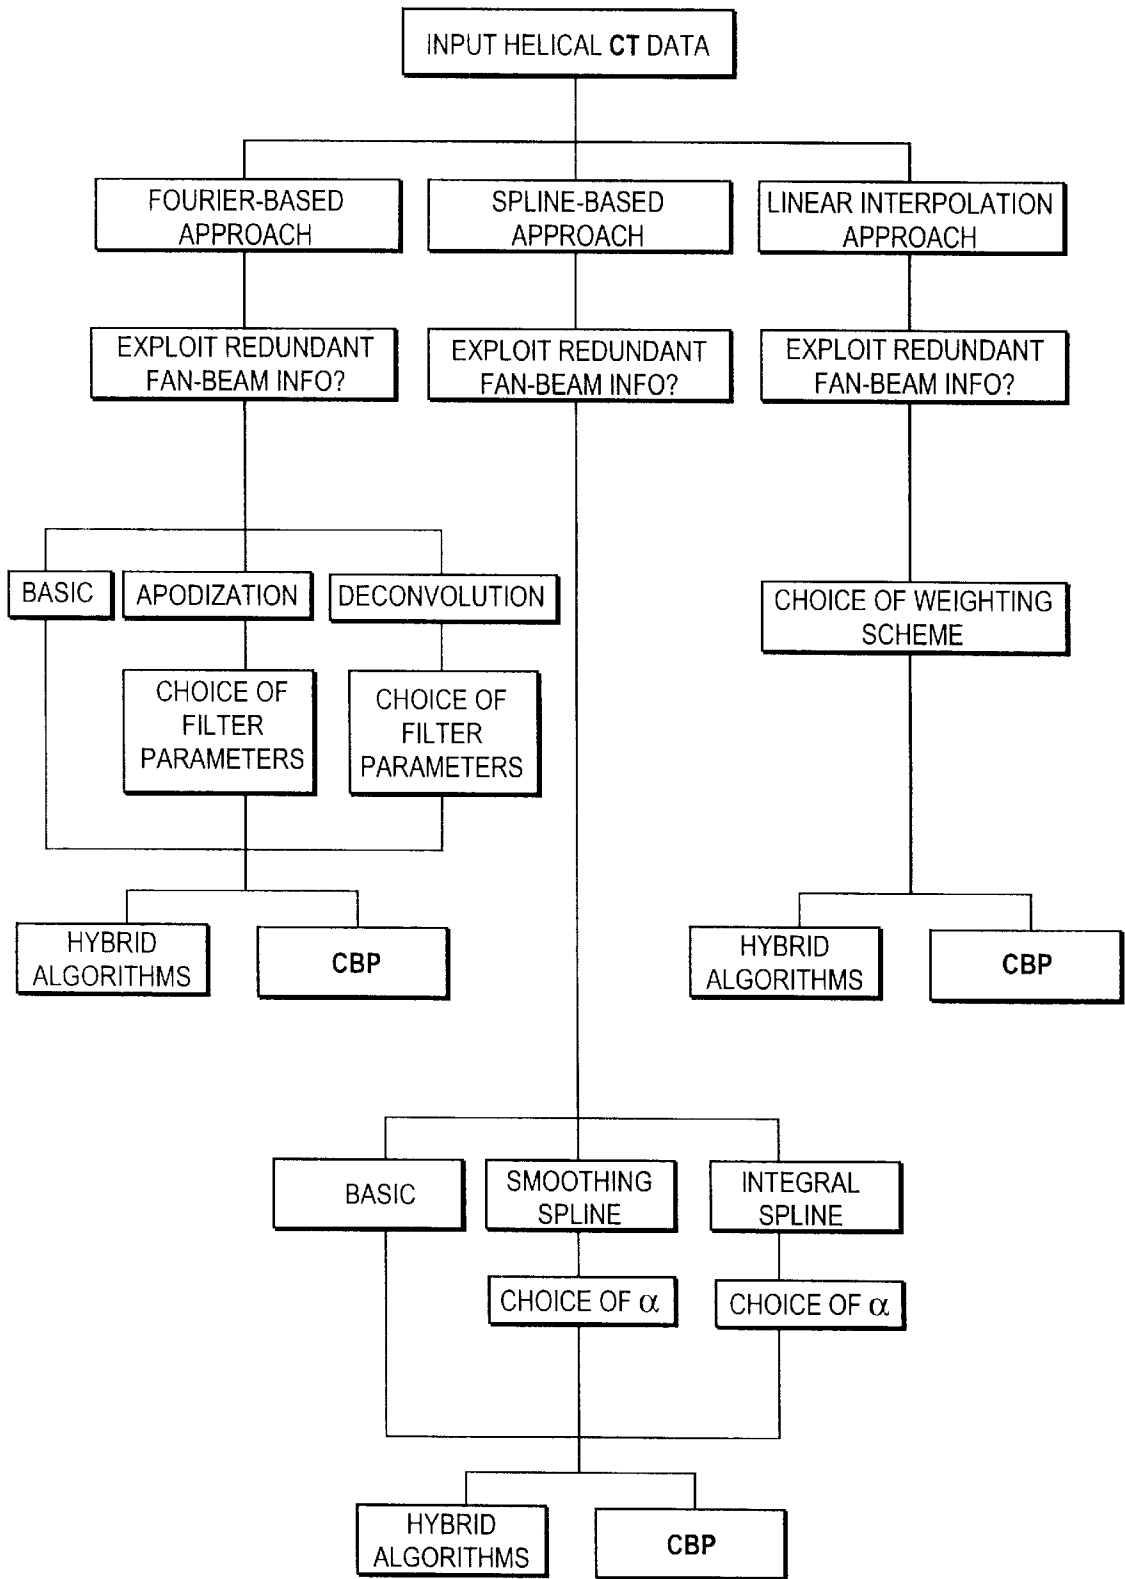 INPUT HELICAL CT DATA
FOURIER-BASED
APPROACH
SPLINE-BASED
APPROACH
LINEAR INTERPOLATION
APPROACH
EXPLOIT REDUNDANT
FAN-BEAM INFO?
EXPLOIT REDUNDANT
FAN-BEAM INFO?
EXPLOIT REDUNDANT
FAN-BEAM INFO?
BASIC
APODIZATION
DECONVOLUTION
CHOICE OF WEIGHTING
SCHEME
CHOICE OF
FILTER
PARAMETERS
CHOICE OF
FILTER
PARAMETERS
HYBRID
ALGORITHMS
CBP
HYBRID
ALGORITHMS
CBP
BASIC
SMOOTHING
SPLINE
INTEGRAL
SPLINE
CHOICE OF α
CHOICE OF α
HYBRID
ALGORITHMS
CBP